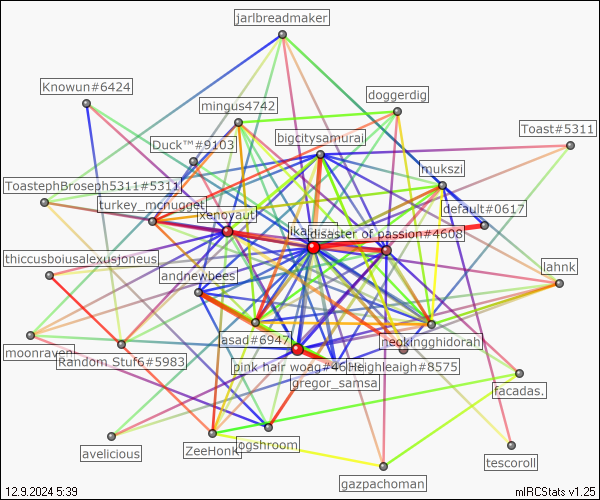 jarlbreadmaker
Knowun#6424
doggerdig
mingus4742
Toast#5311
bigcitysamurai
Duck™#9103
mukszi
ToastephBroseph5311#5311
turkey_mcnugget
default#0617
xenoyaut
ika
disaster of passion#4608
thiccusboiusalexusjoneus
andnewbees
lahnk
asad#6947
neckingghidorah
moonraven
Random Stuf6#5983
pink hair woag#46
Heighleaigh#8575
gregor_samsa
facadas.
avelicious
ZeeHonk
ogshroom
tescoroll
gazpachoman
12.9.2024 5:39
mIRCStats v1.25